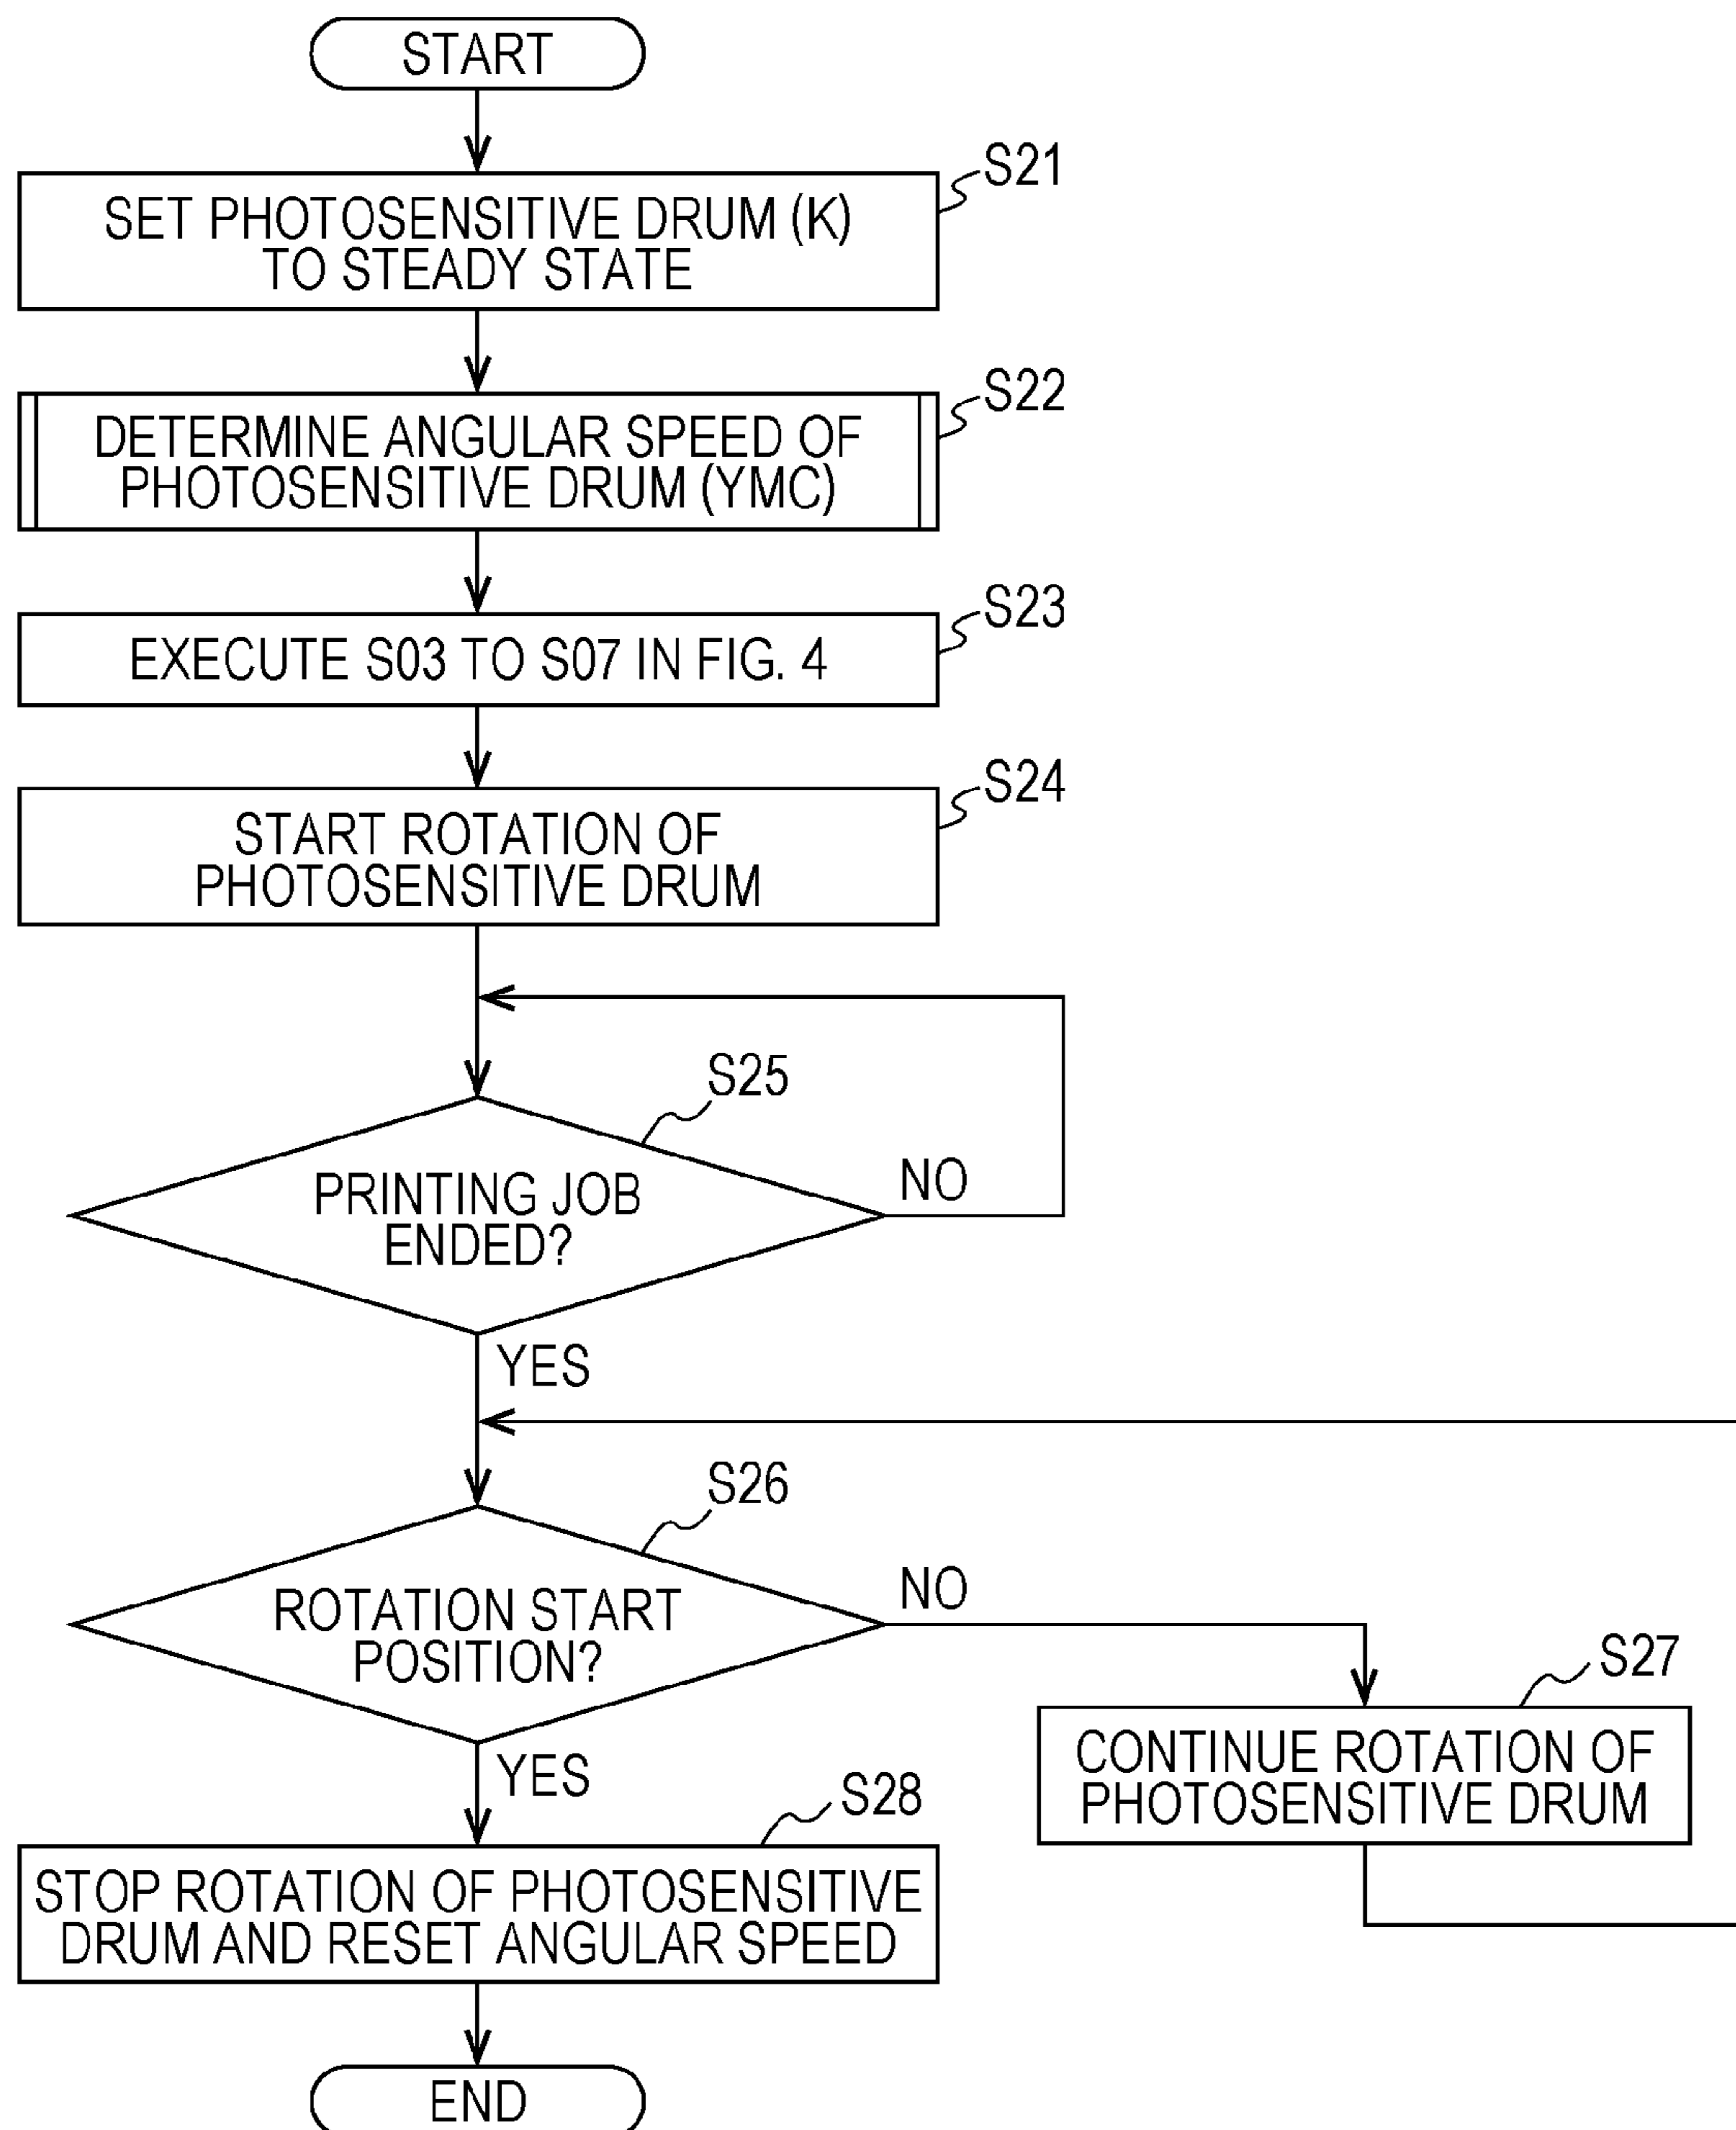 START
S21
SET PHOTOSENSITIVE DRUM (K)
TO STEADY STATE
S22
DETERMINE ANGULAR SPEED OF
PHOTOSENSITIVE DRUM (YMC)
S23
EXECUTE S03 TO S07 IN FIG. 4
S24
START ROTATION OF
PHOTOSENSITIVE DRUM
S25
PRINTING JOB
ENDED?
NO
YES
S26
ROTATION START
POSITION?
NO
S27
CONTINUE ROTATION OF
PHOTOSENSITIVE DRUM
YES
S28
STOP ROTATION OF PHOTOSENSITIVE
DRUM AND RESET ANGULAR SPEED
END